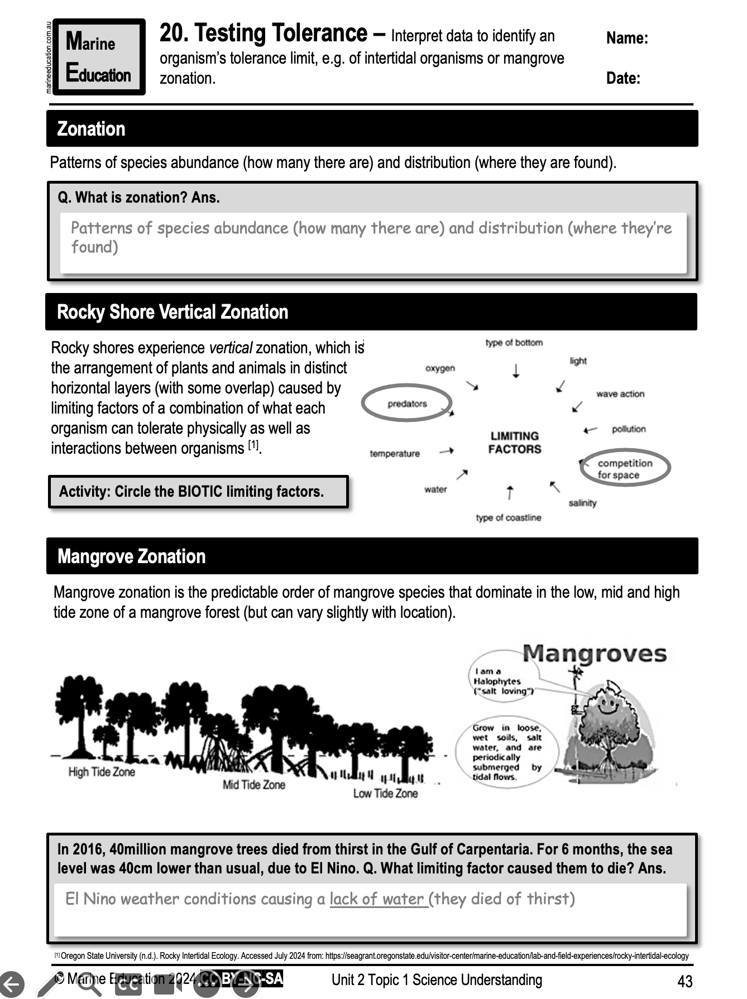 marineeducation.com.au
Marine
Education
20. Testing Tolerance – Interpret data to identify an
organism's tolerance limit, e.g. of intertidal organisms or mangrove
zonation.
Name:
Date:
Zonation
Patterns of species abundance (how many there are) and distribution (where they are found).
Q. What is zonation? Ans.
Patterns of species abundance (how many there are) and distribution (where they're
found)
Rocky Shore Vertical Zonation
Rocky shores experience vertical zonation, which is
the arrangement of plants and animals in distinct
horizontal layers (with some overlap) caused by
limiting factors of a combination of what each
organism can tolerate physically as well as
interactions between organisms [1].
Activity: Circle the BIOTIC limiting factors.
type of bottom
light
oxygen
wave action
predators
pollution
LIMITING
FACTORS
temperature
competition
for space
water
salinity
type of coastline
Mangrove Zonation
Mangrove zonation is the predictable order of mangrove species that dominate in the low, mid and high
tide zone of a mangrove forest (but can vary slightly with location).
High Tide Zone
Mid Tide Zone
Low Tide Zone
Mangroves
I am a
Halophytes
("salt loving")
Grow in loose,
wet soils, salt
water, and are
periodically
submerged by
tidal flows.
In 2016, 40million mangrove trees died from thirst in the Gulf of Carpentaria. For 6 months, the sea
level was 40cm lower than usual, due to El Nino. Q. What limiting factor caused them to die? Ans.
El Nino weather conditions causing a lack of water (they died of thirst)
[1] Oregon State University (n.d.). Rocky Intertidal Ecology. Accessed July 2024 from: https://seagrant.oregonstate.edu/visitor-center/marine-education/lab-and-field-experiences/rocky-intertidal-ecology
© Marine Education 2024 CC BY-NC-SA
CC
Unit 2 Topic 1 Science Understanding
43